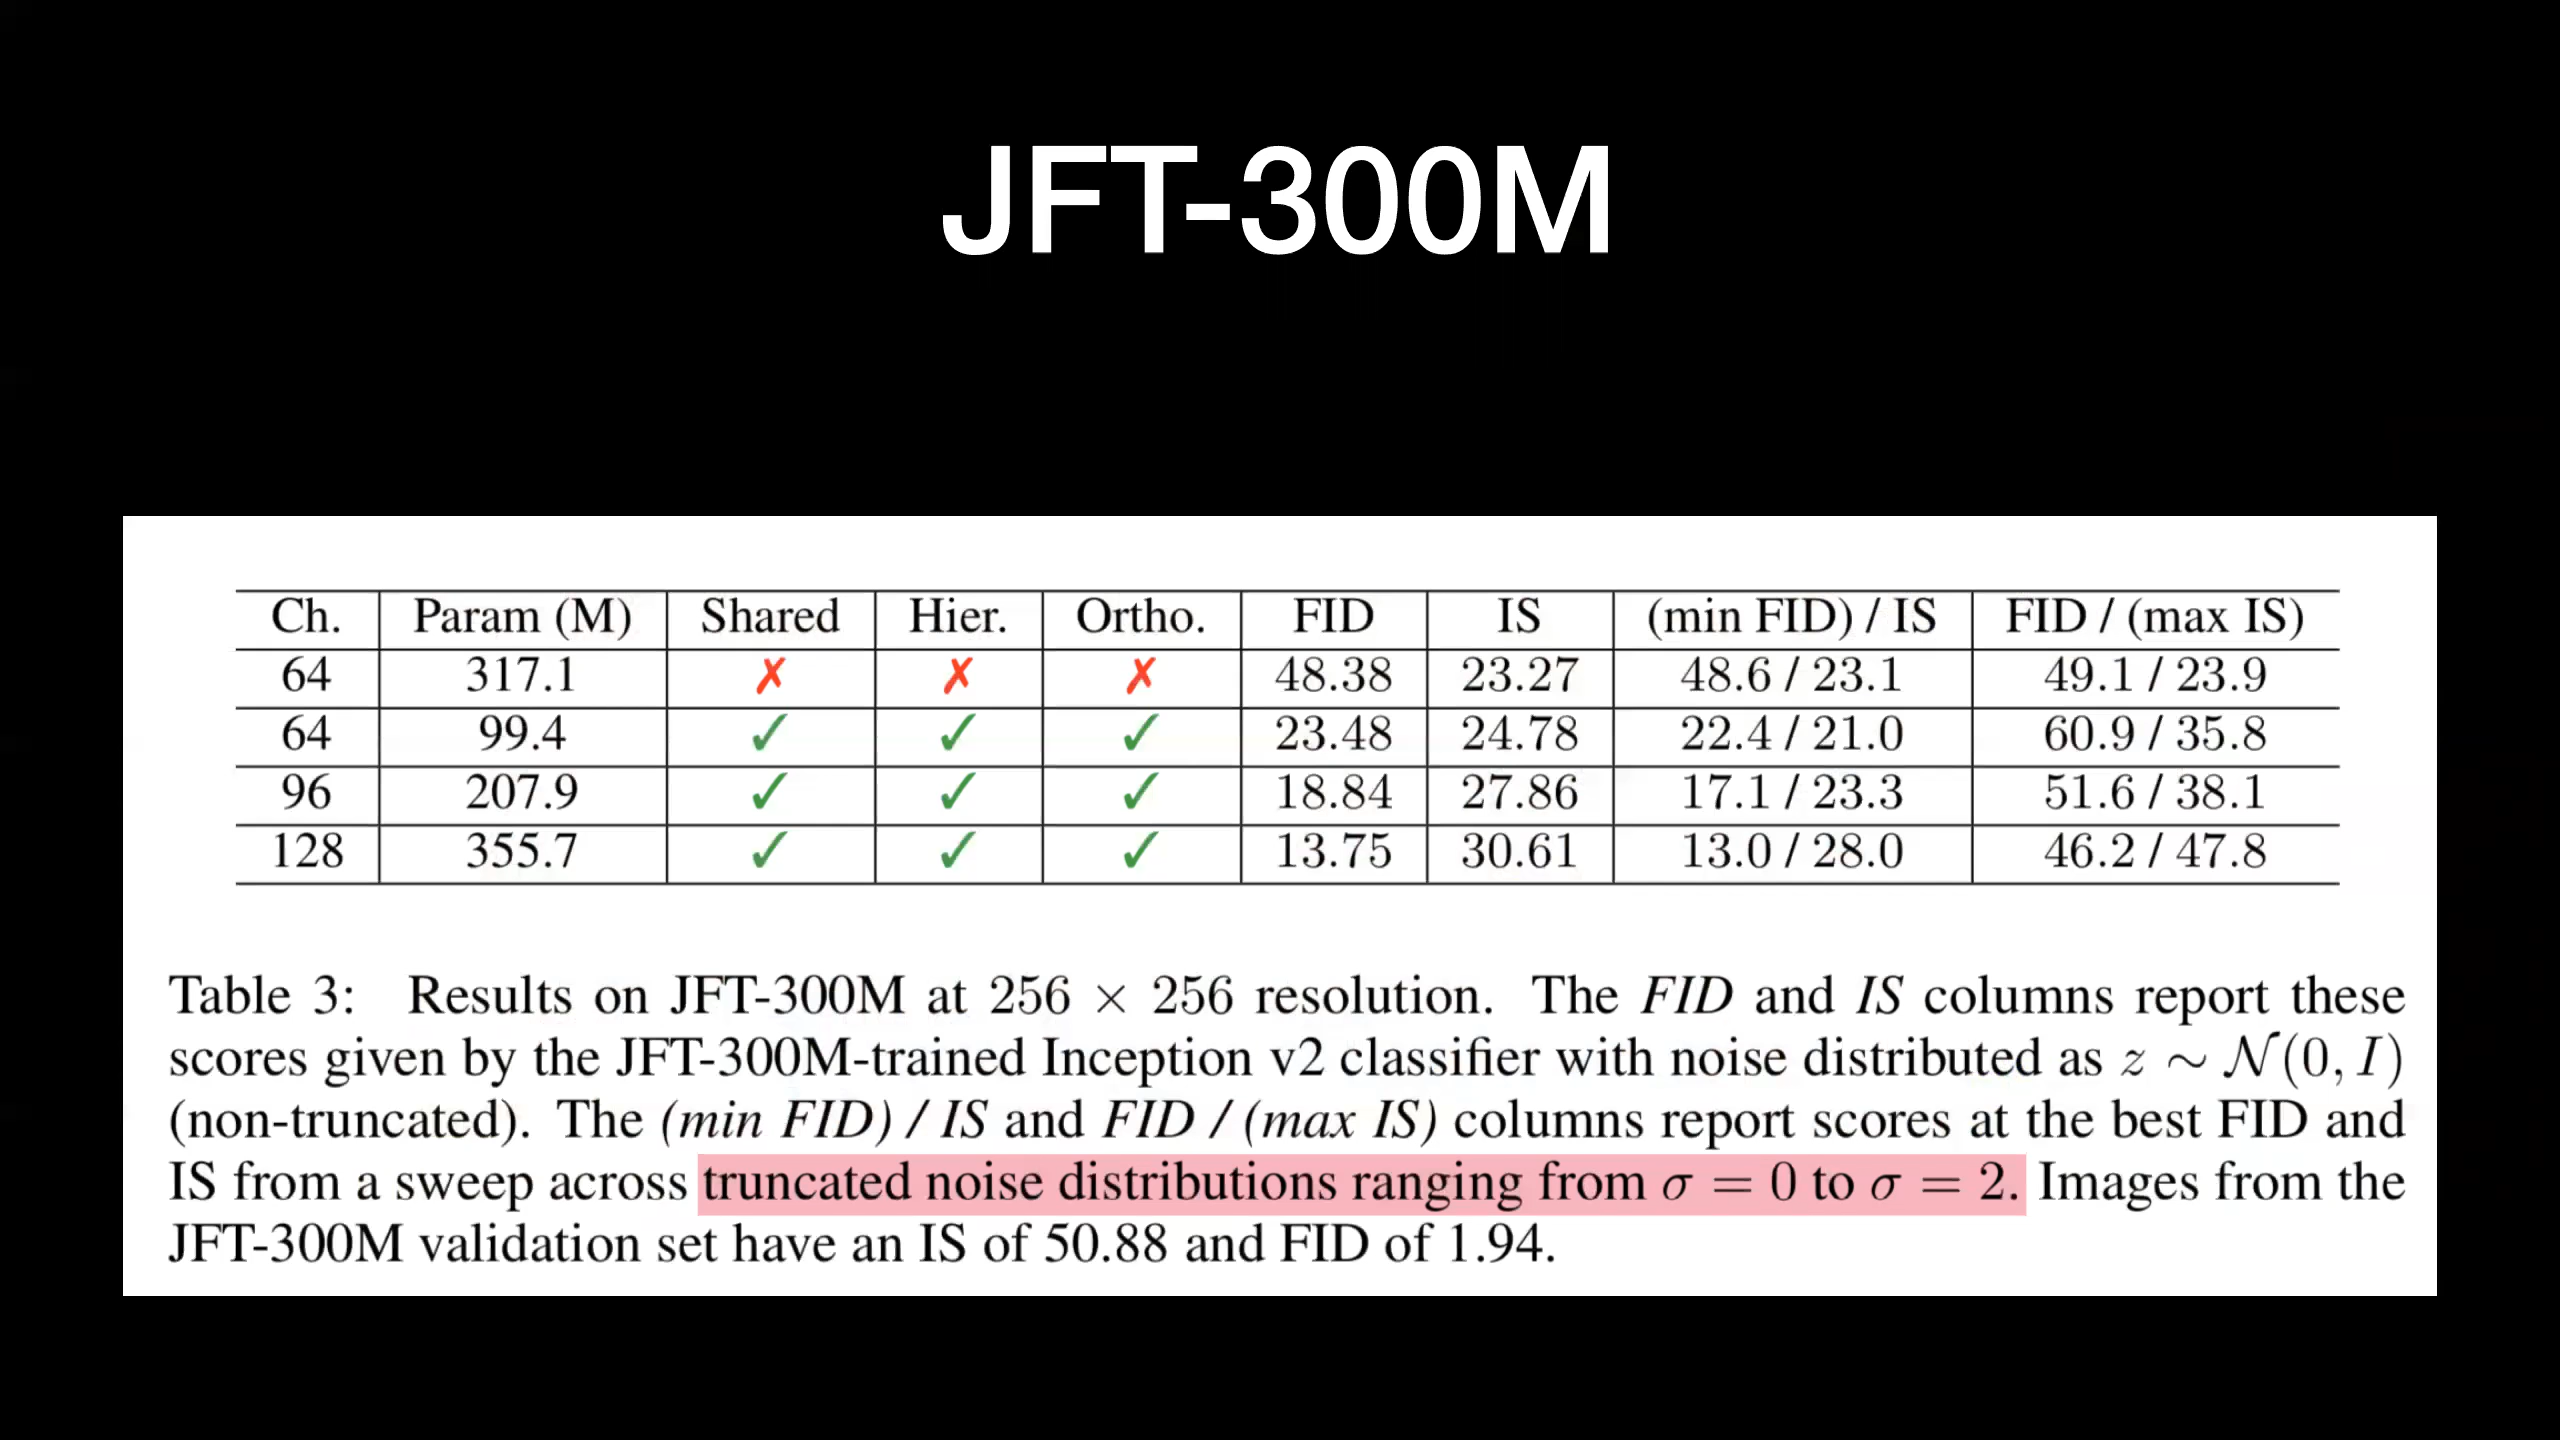 JFT-300M
Ch. Param (M) Shared Hier. Ortho. FID IS (min FID) / IS FID / (max IS)
64 317.1 ✗ ✗ ✗ 48.38 23.27 48.6 / 23.1 49.1 / 23.9
64 99.4 ✓ ✓ ✓ 23.48 24.78 22.4 / 21.0 60.9 / 35.8
96 207.9 ✓ ✓ ✓ 18.84 27.86 17.1 / 23.3 51.6 / 38.1
128 355.7 ✓ ✓ ✓ 13.75 30.61 13.0 / 28.0 46.2 / 47.8
Table 3: Results on JFT-300M at 256 × 256 resolution. The FID and IS columns report these
scores given by the JFT-300M-trained Inception v2 classifier with noise distributed as z ∼ 𝒩(0, I)
(non-truncated). The (min FID) / IS and FID / (max IS) columns report scores at the best FID and
IS from a sweep across truncated noise distributions ranging from σ = 0 to σ = 2. Images from the
JFT-300M validation set have an IS of 50.88 and FID of 1.94.